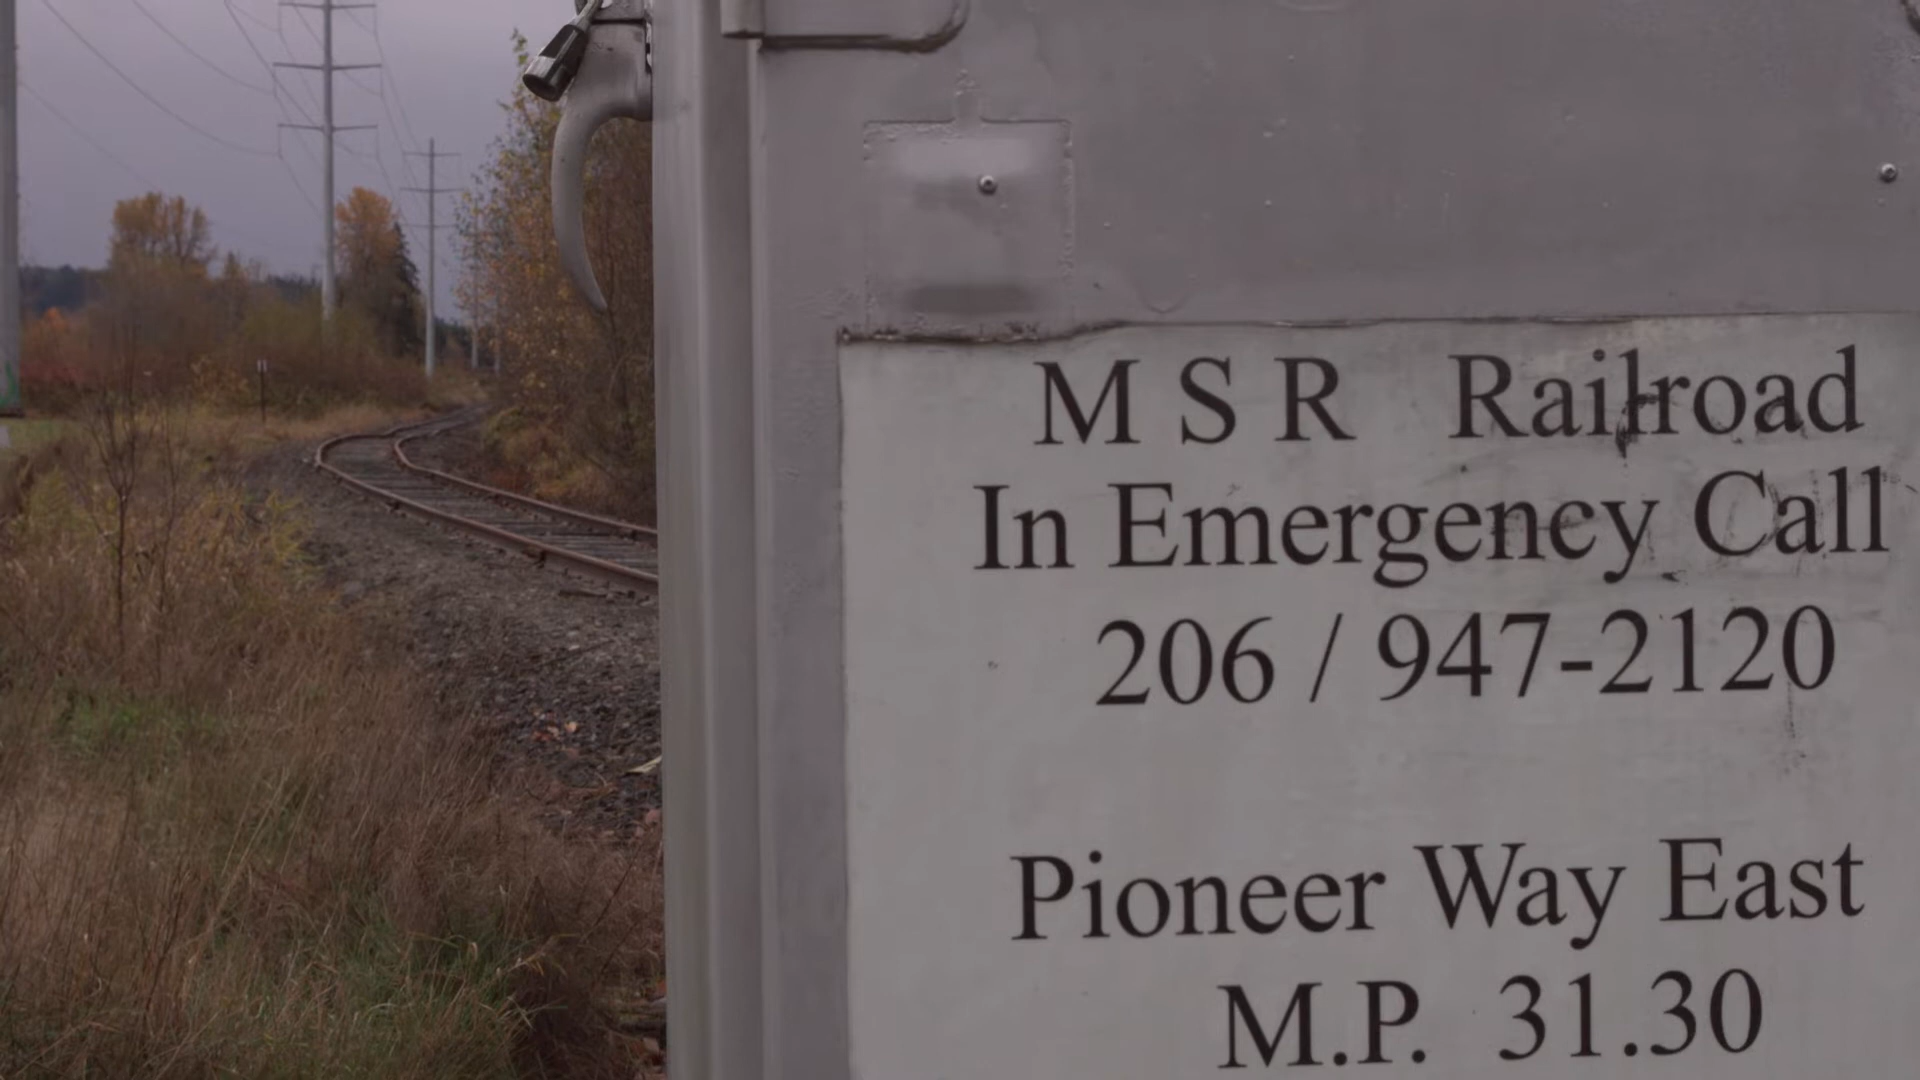 M S R Railroad
In Emergency Call
206 / 947-2120
Pioneer Way East
M.P. 31.30